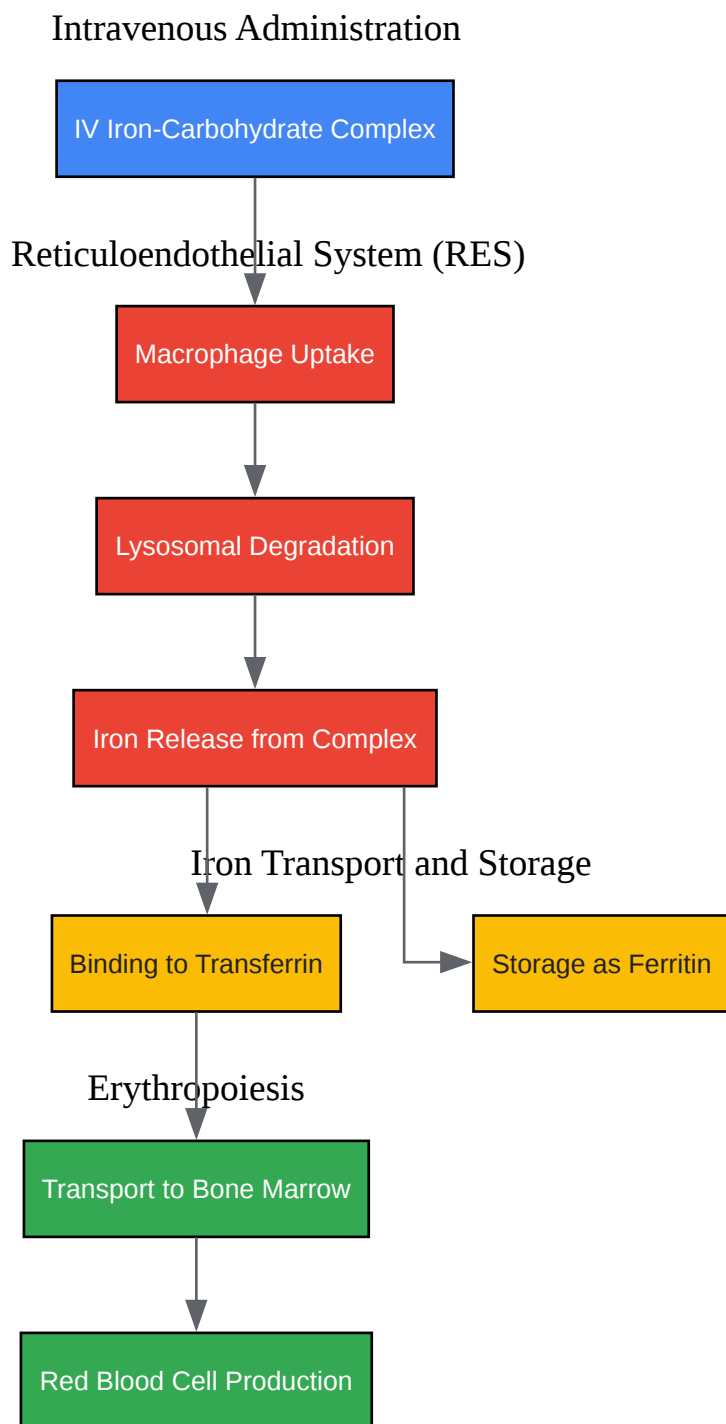 Intravenous Administration
IV Iron-Carbohydrate Complex
Reticuloendothelial System (RES)
Macrophage Uptake
Lysosomal Degradation
Iron Release from Complex
Iron Transport and Storage
Binding to Transferrin
Storage as Ferritin
Erythropoiesis
Transport to Bone Marrow
Red Blood Cell Production